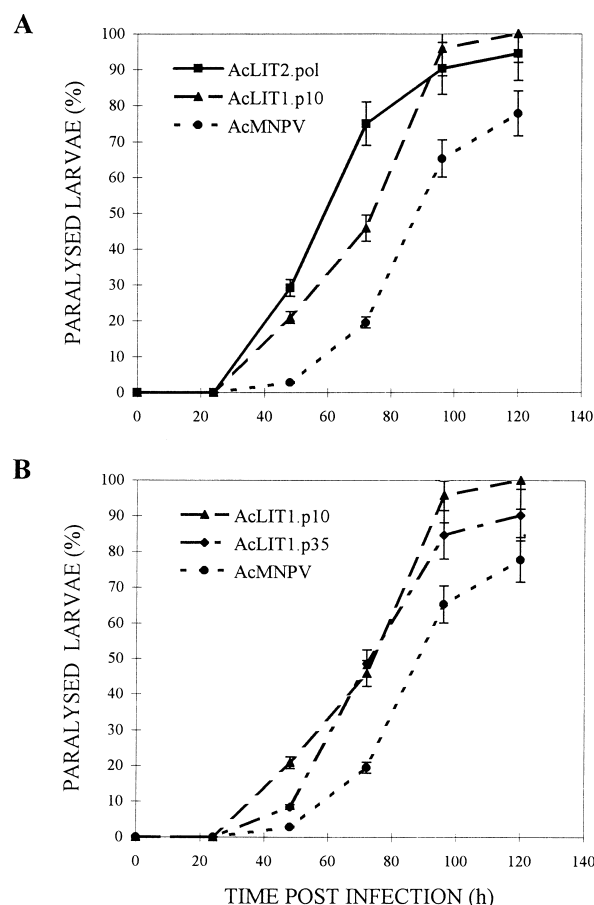 A
AcLIT2.pol
AcLIT1.p10
AcMNPV
PARALYSED LARVAE (%)
100
90
80
70
60
50
40
30
20
10
0
0 20 40 60 80 100 120 140
B
AcLIT1.p10
AcLIT1.p35
AcMNPV
PARALYSED LARVAE (%)
100
90
80
70
60
50
40
30
20
10
0
0 20 40 60 80 100 120 140
TIME POST INFECTION (h)